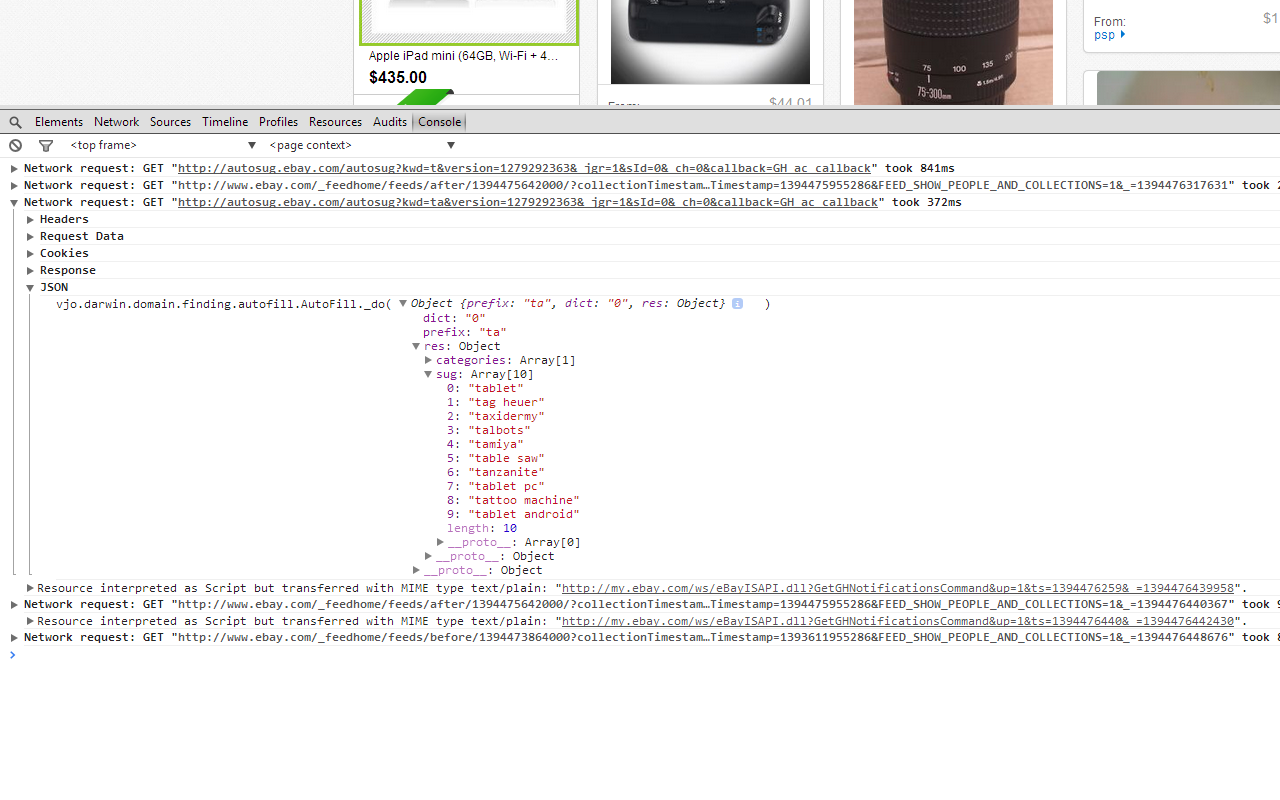 From:
$1
psp
Apple iPad mini (64GB, Wi-Fi + 4…
$435.00
75 100 135 200
1.5m/4.9ft
75-300mm
From:
$44.01
Elements Network Sources Timeline Profiles Resources Audits Console
<top frame> <page context>
Network request: GET "http://autosug.ebay.com/autosug?kwd=t&version=1279292363&_jgr=1&sId=0&_ch=0&callback=GH_ac_callback" took 841ms
Network request: GET "http://www.ebay.com/_feedhome/feeds/after/1394475642000/?collectionTimestam…Timestamp=1394475955286&FEED_SHOW_PEOPLE_AND_COLLECTIONS=1&_=1394476317631" took 2
Network request: GET "http://autosug.ebay.com/autosug?kwd=ta&version=1279292363&_jgr=1&sId=0&_ch=0&callback=GH_ac_callback" took 372ms
Headers
Request Data
Cookies
Response
JSON
vjo.darwin.domain.finding.autofill.AutoFill._do( Object {prefix: "ta", dict: "0", res: Object} )
dict: "0"
prefix: "ta"
res: Object
categories: Array[1]
sug: Array[10]
0: "tablet"
1: "tag heuer"
2: "taxidermy"
3: "talbots"
4: "tamiya"
5: "table saw"
6: "tanzanite"
7: "tablet pc"
8: "tattoo machine"
9: "tablet android"
length: 10
__proto__: Array[0]
__proto__: Object
__proto__: Object
Resource interpreted as Script but transferred with MIME type text/plain: "http://my.ebay.com/ws/eBayISAPI.dll?GetGHNotificationsCommand&up=1&ts=1394476259&_=1394476439958".
Network request: GET "http://www.ebay.com/_feedhome/feeds/after/1394475642000/?collectionTimestam…Timestamp=1394475955286&FEED_SHOW_PEOPLE_AND_COLLECTIONS=1&_=1394476440367" took 9
Resource interpreted as Script but transferred with MIME type text/plain: "http://my.ebay.com/ws/eBayISAPI.dll?GetGHNotificationsCommand&up=1&ts=1394476440&_=1394476442430".
Network request: GET "http://www.ebay.com/_feedhome/feeds/before/1394473864000?collectionTimestam…Timestamp=1393611955286&FEED_SHOW_PEOPLE_AND_COLLECTIONS=1&_=1394476448676" took 8